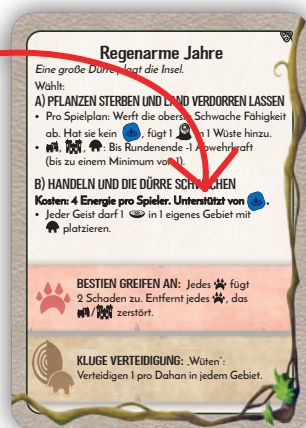 Regenarme Jahre
Eine große Dürre plagt die Insel.
Wählt:
A) PFLANZEN STERBEN UND LAND VERDORREN LASSEN
• Pro Spielplan: Werft die oberste Schwache Fähigkeit
ab. Hat sie kein , fügt 1 in 1 Wüste hinzu.
• , , : Bis Rundenende -1 Abwehrkraft
(bis zu einem Minimum von 1).
B) HANDELN UND DIE DÜRRE SCHWÄCHEN
Kosten: 4 Energie pro Spieler. Unterstützt von .
• Jeder Geist darf 1 in 1 eigenes Gebiet mit
platzieren.
BESTIEN GREIFEN AN: Jedes fügt
2 Schaden zu. Entfernt jedes , das
/ zerstört.
KLUGE VERTEIDIGUNG: „Wüten“:
Verteidigen 1 pro Dahan in jedem Gebiet.